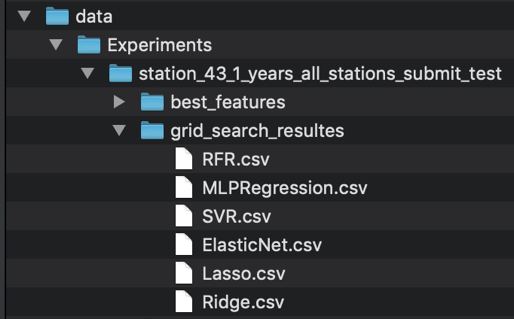 data
Experiments
station_43_1_years_all_stations_submit_test
best_features
grid_search_resultes
RFR.csv
MLPRegression.csv
SVR.csv
ElasticNet.csv
Lasso.csv
Ridge.csv